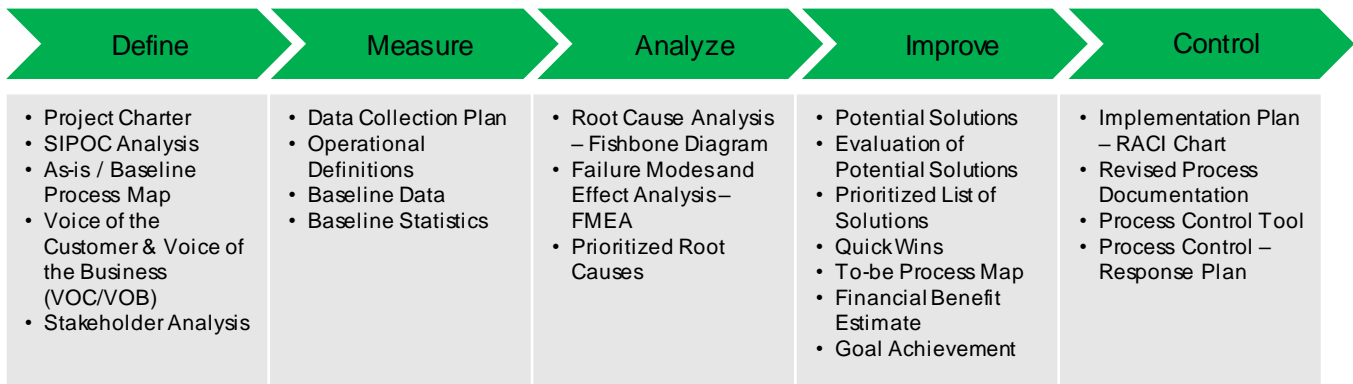 Define
Measure
Analyze
Improve
Control
• Project Charter
• SIPOC Analysis
• As-is / Baseline
Process Map
• Voice of the
Customer & Voice of
the Business
(VOC/VOB)
• Stakeholder Analysis
• Data Collection Plan
• Operational
Definitions
• Baseline Data
• Baseline Statistics
• Root Cause Analysis
– Fishbone Diagram
• Failure Modes and
Effect Analysis –
FMEA
• Prioritized Root
Causes
• Potential Solutions
• Evaluation of
Potential Solutions
• Prioritized List of
Solutions
• Quick Wins
• To-be Process Map
• Financial Benefit
Estimate
• Goal Achievement
• Implementation Plan
– RACI Chart
• Revised Process
Documentation
• Process Control Tool
• Process Control –
Response Plan